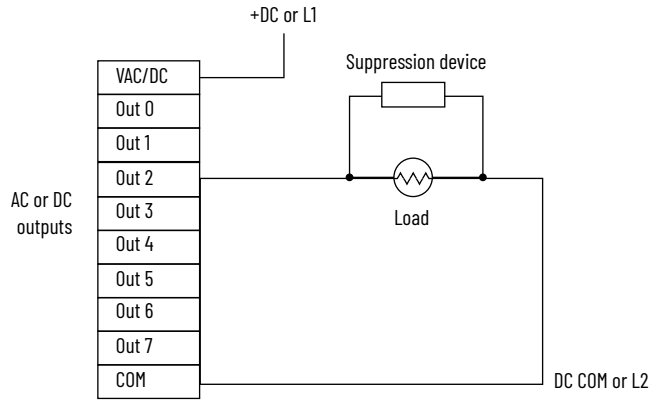 +DC or L1
Suppression device
VAC/DC
Out 0
Out 1
Out 2
Out 3
Out 4
Out 5
Out 6
Out 7
COM
AC or DC
outputs
Load
DC COM or L2